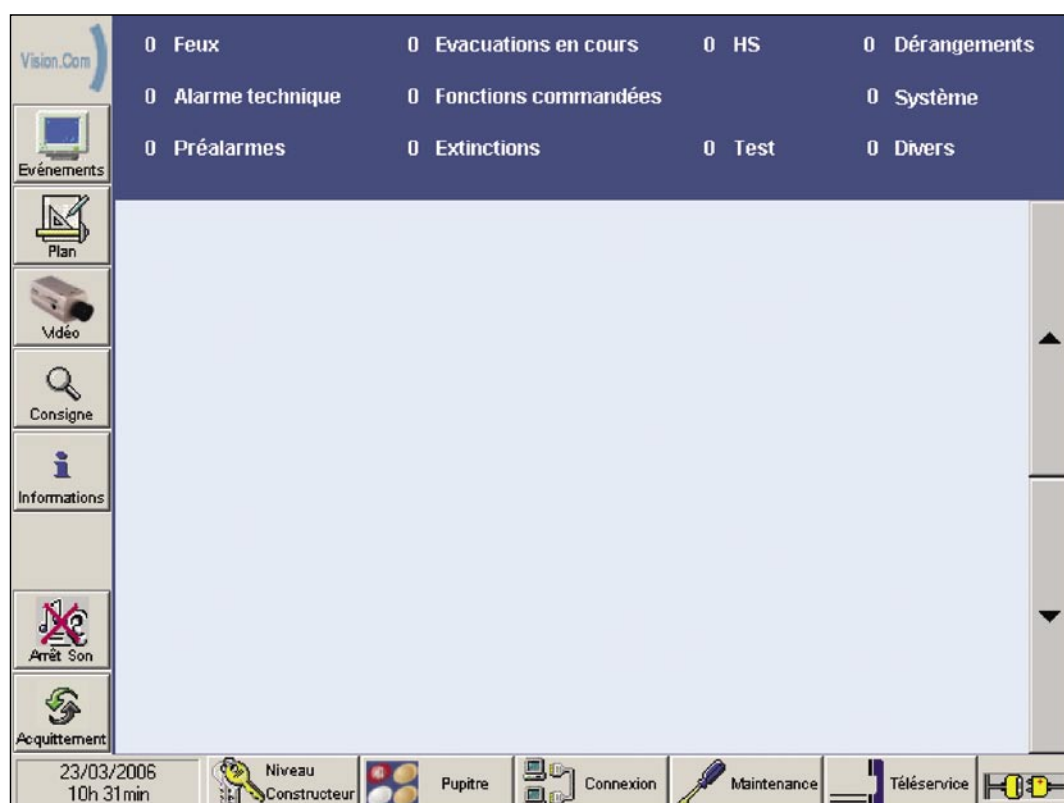 Vision.Com
0 Feux 0 Evacuations en cours 0 HS 0 Dérangements
0 Alarme technique 0 Fonctions commandées 0 Système
0 Préalarmes 0 Extinctions 0 Test 0 Divers
Evénements
Plan
Vidéo
Consigne
Informations
Arrêt Son
Acquittement
23/03/2006
10h 31min
Niveau
Constructeur
Pupitre
Connexion
Maintenance
Téléservice